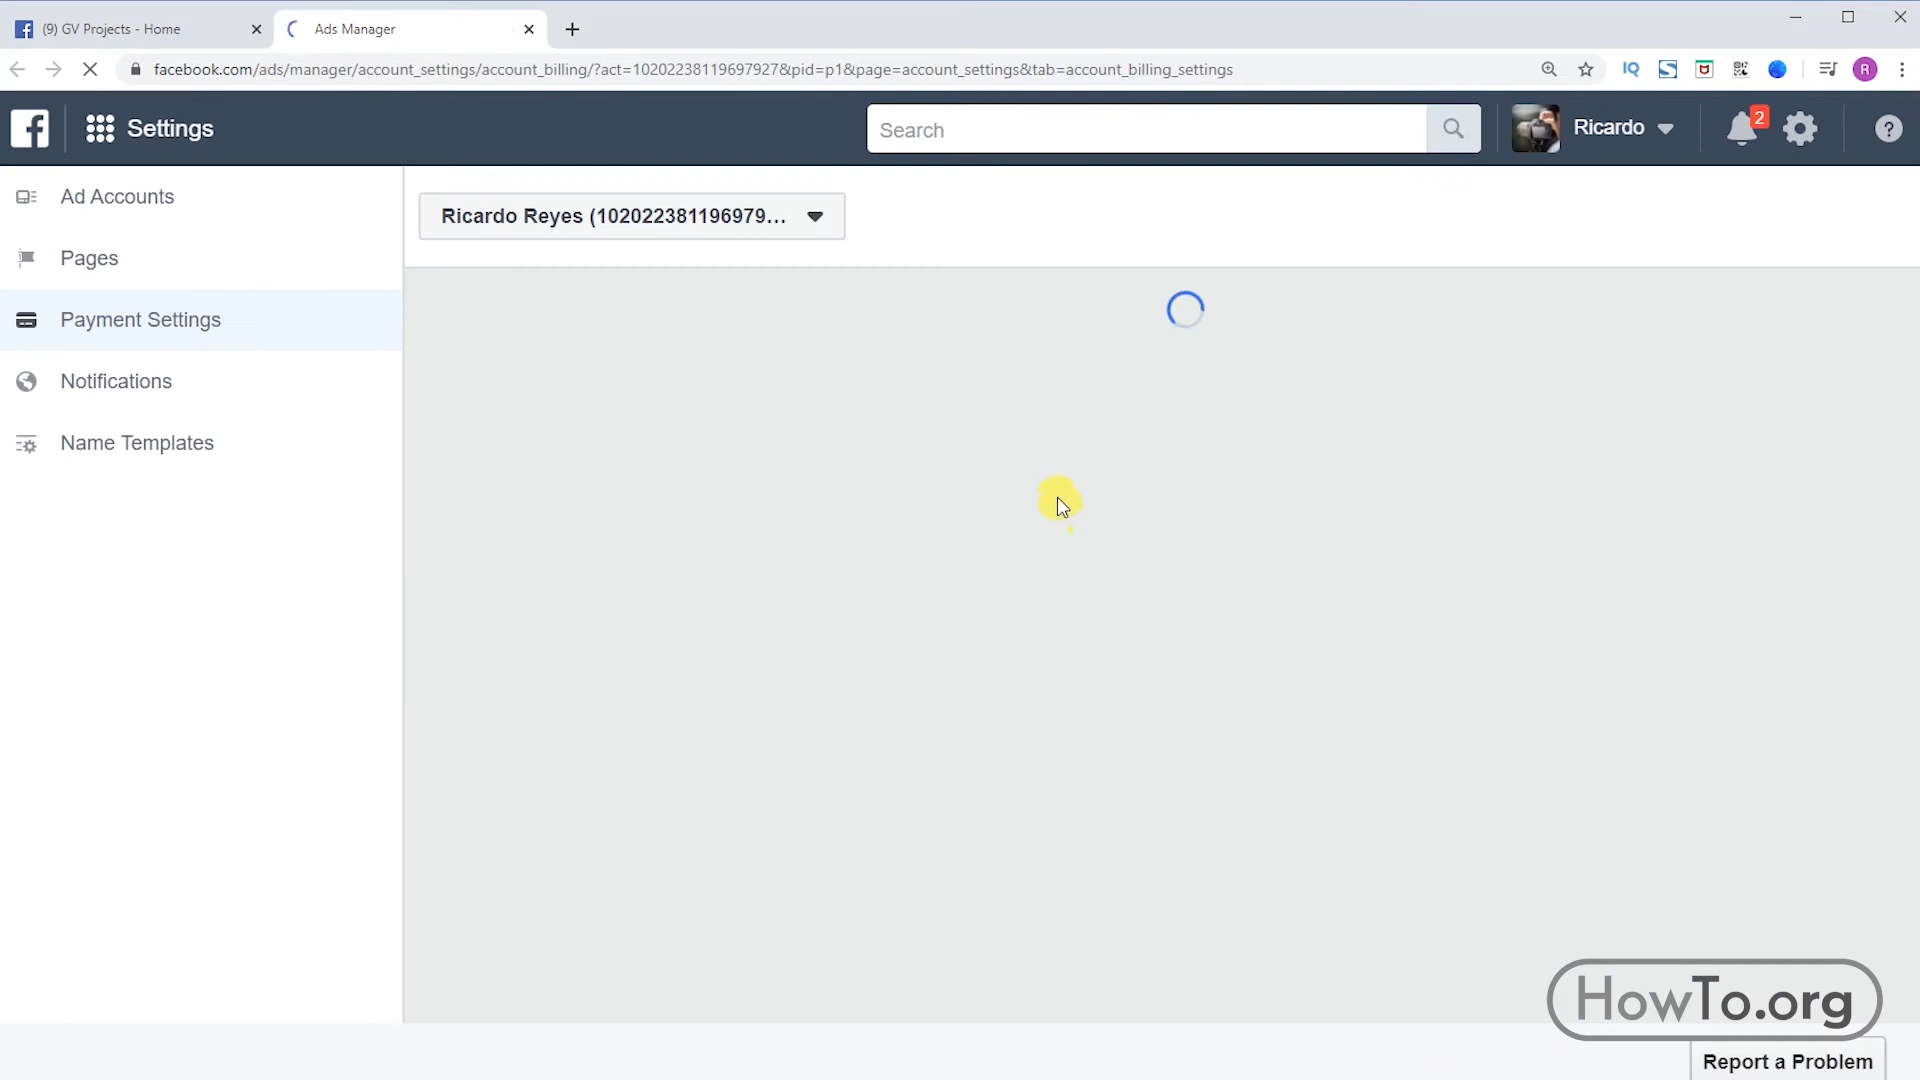 (9) GV Projects - Home
Ads Manager
facebook.com/ads/manager/account_settings/account_billing/?act=10202238119697927&pid=p1&page=account_settings&tab=account_billing_settings
IQ
R
Settings
Search
Ricardo
2
Ad Accounts
Ricardo Reyes (102022381196979...
Pages
Payment Settings
Notifications
Name Templates
HowTo.org
Report a Problem